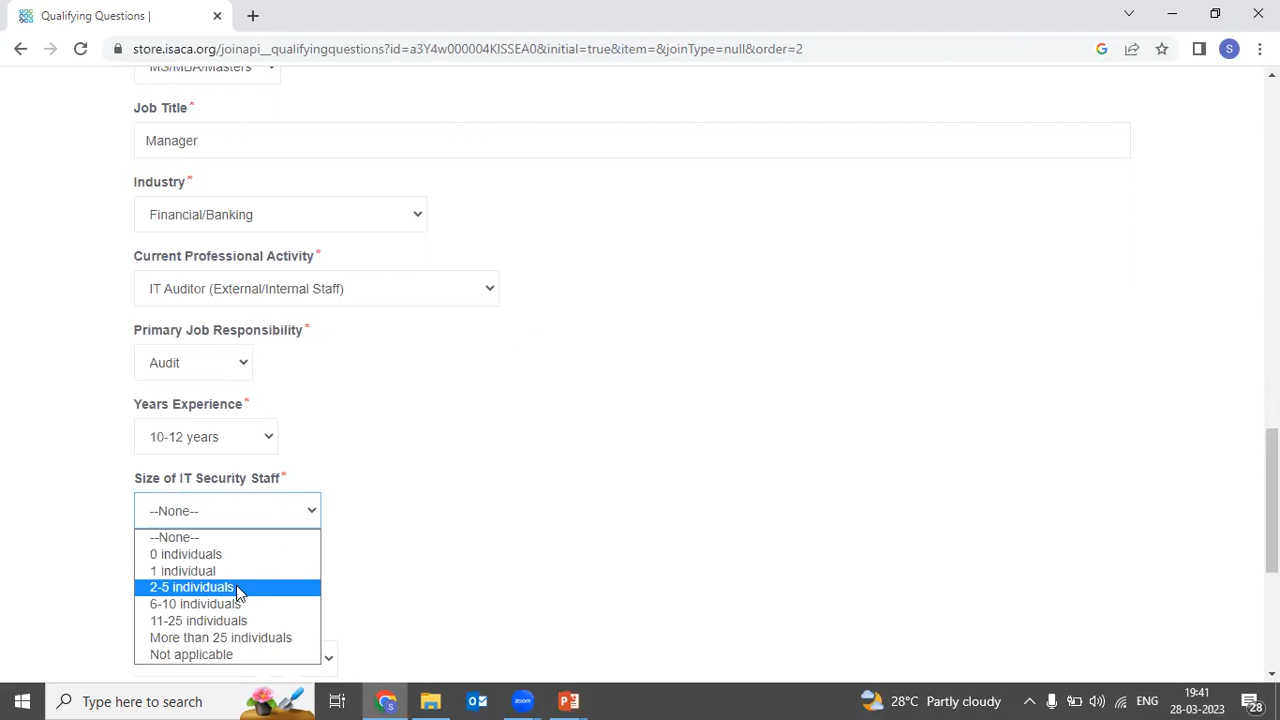 Qualifying Questions |
store.isaca.org/joinapi__qualifyingquestions?id=a3Y4w000004KISSEA0&initial=true&item=&joinType=null&order=2
S
MS/MBA/Masters
Job Title*
Manager
Industry*
Financial/Banking
Current Professional Activity*
IT Auditor (External/Internal Staff)
Primary Job Responsibility*
Audit
Years Experience*
10-12 years
Size of IT Security Staff*
--None--
--None--
0 individuals
1 individual
2-5 individuals
6-10 individuals
11-25 individuals
More than 25 individuals
Not applicable
Type here to search
zoom
28°C Partly cloudy
ENG
19:41
28-03-2023
28